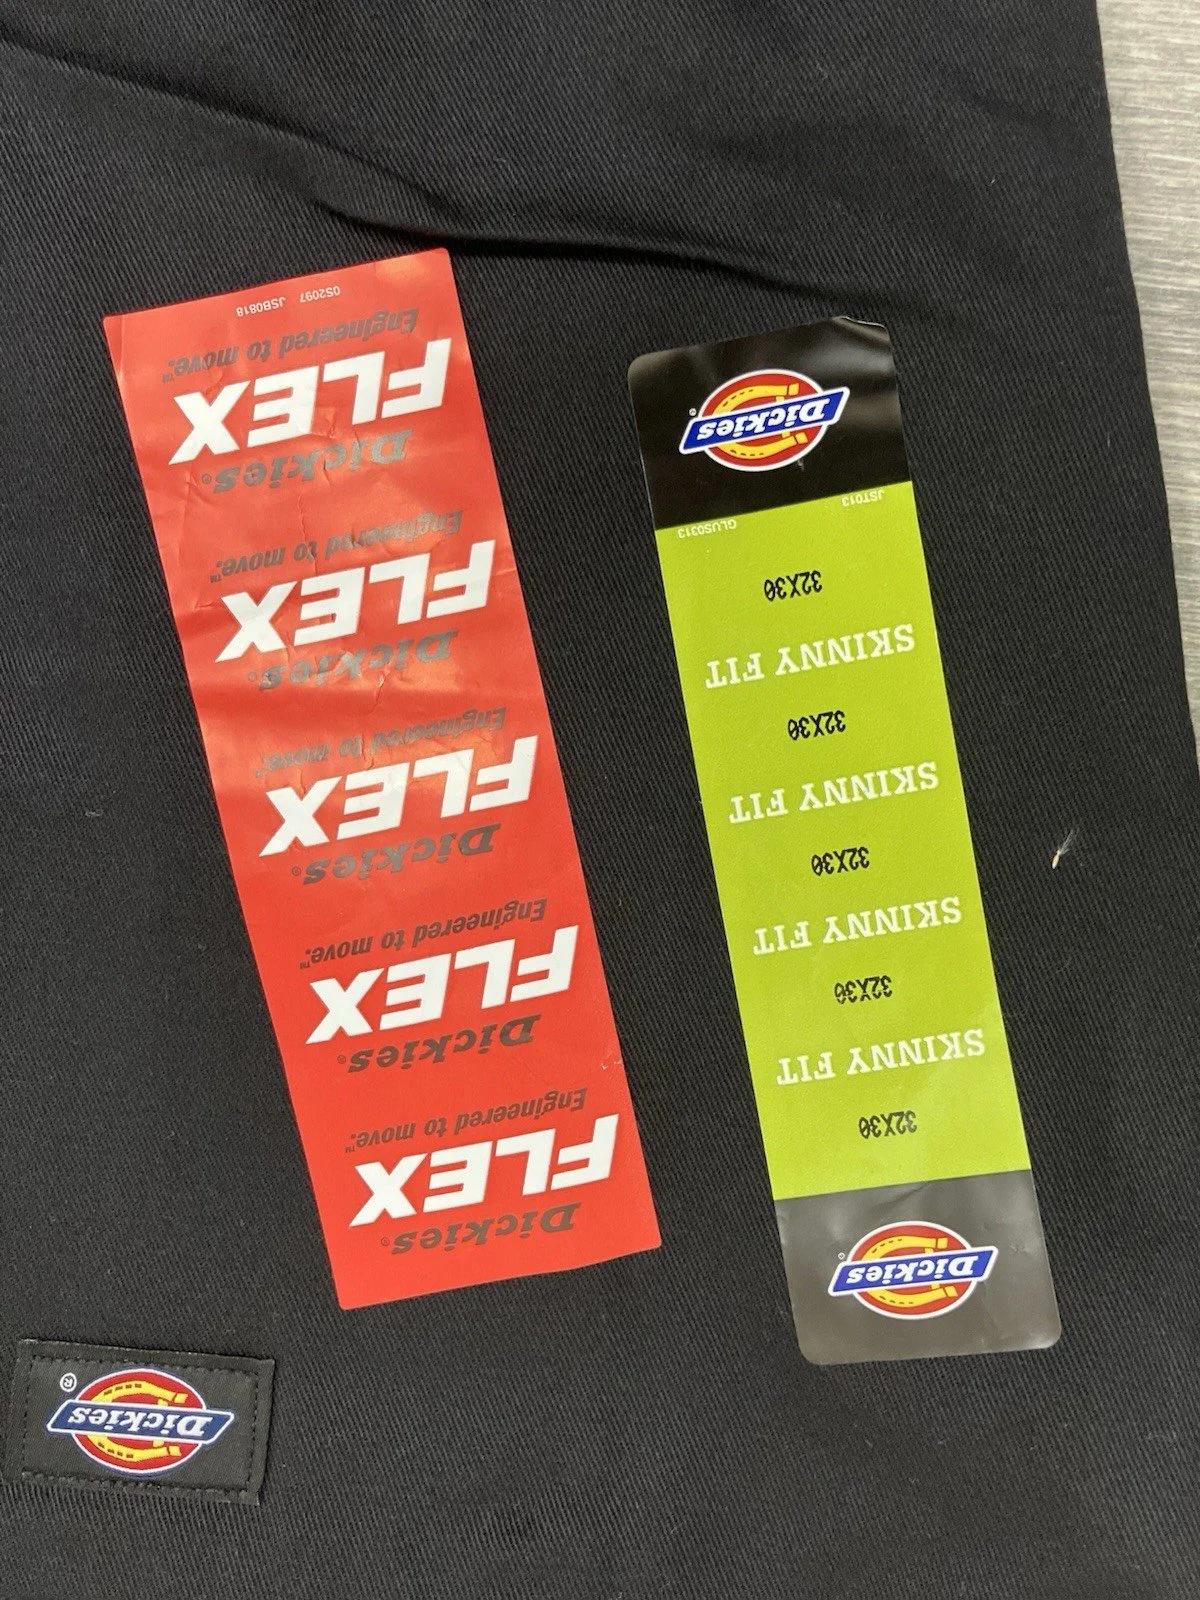 Dickies®
Dickies®
32X30
SKINNY FIT
32X30
SKINNY FIT
32X30
SKINNY FIT
32X30
SKINNY FIT
32X30
JST013 GLUS0313
Dickies®
Dickies®
FLEX
Engineered to move.™
Dickies®
FLEX
Engineered to move.™
Dickies®
FLEX
Engineered to move.™
Dickies®
FLEX
Engineered to move.™
Dickies®
FLEX
Engineered to move.™
0S2097 JSB0818